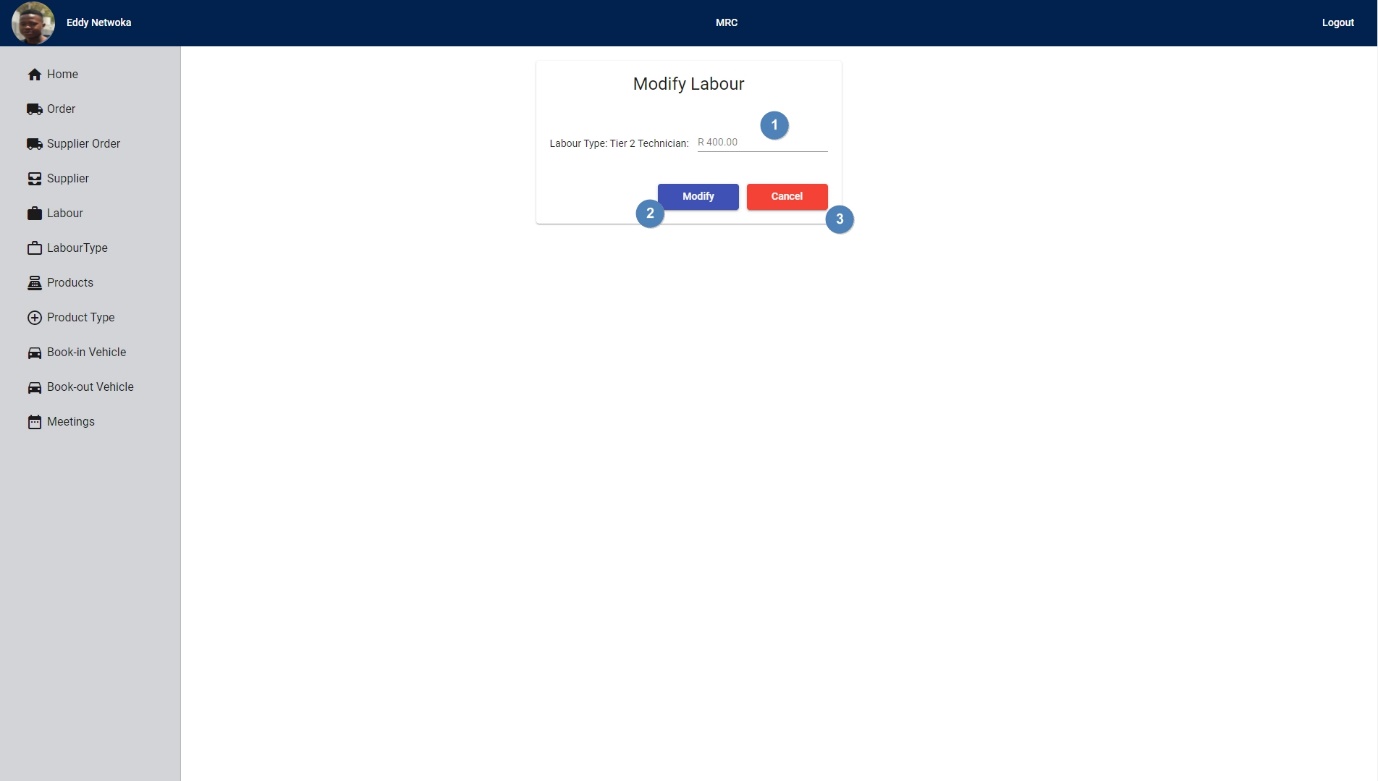 Eddy Netwoka
MRC
Logout
Home
Order
Supplier Order
Supplier
Labour
LabourType
Products
Product Type
Book-in Vehicle
Book-out Vehicle
Meetings
Modify Labour
1
Labour Type: Tier 2 Technician: R 400.00
Modify Cancel
2 3